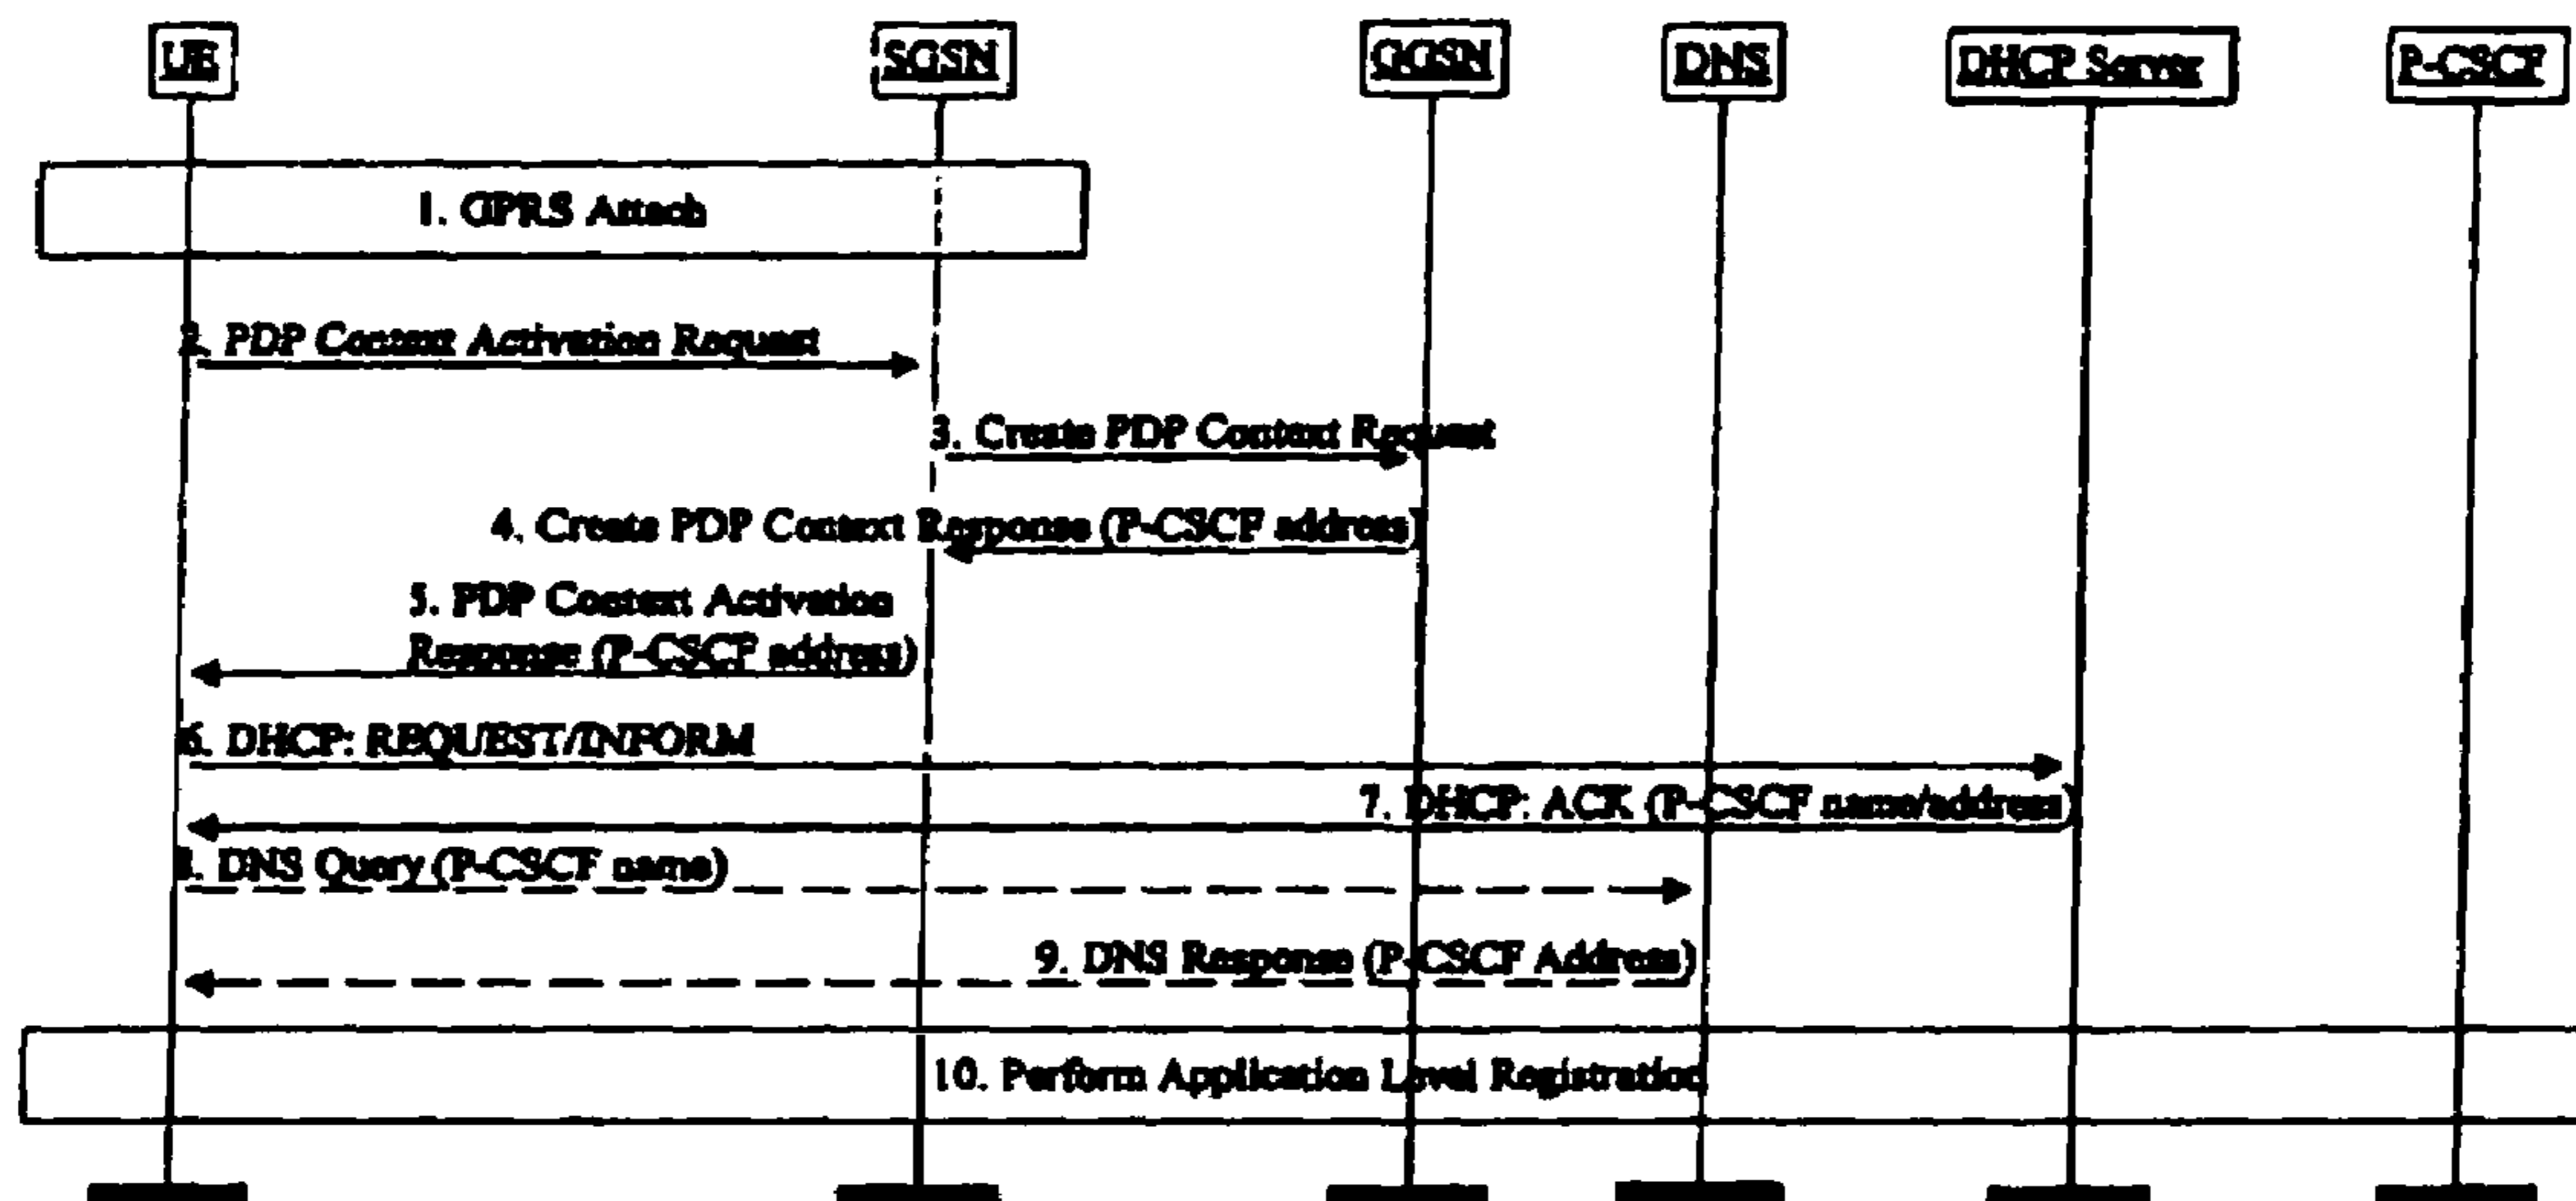 UE
SGSN
GGSN
DNS
DHCP Server
P-CSCF
1. GPRS Attach
2. PDP Context Activation Request
3. Create PDP Context Request
4. Create PDP Context Response (P-CSCF address)
5. PDP Context Activation
Response (P-CSCF address)
6. DHCP: REQUEST/INFORM
7. DHCP: ACK (P-CSCF name/address)
8. DNS Query (P-CSCF name)
9. DNS Response (P-CSCF Address)
10. Perform Application Level Registration